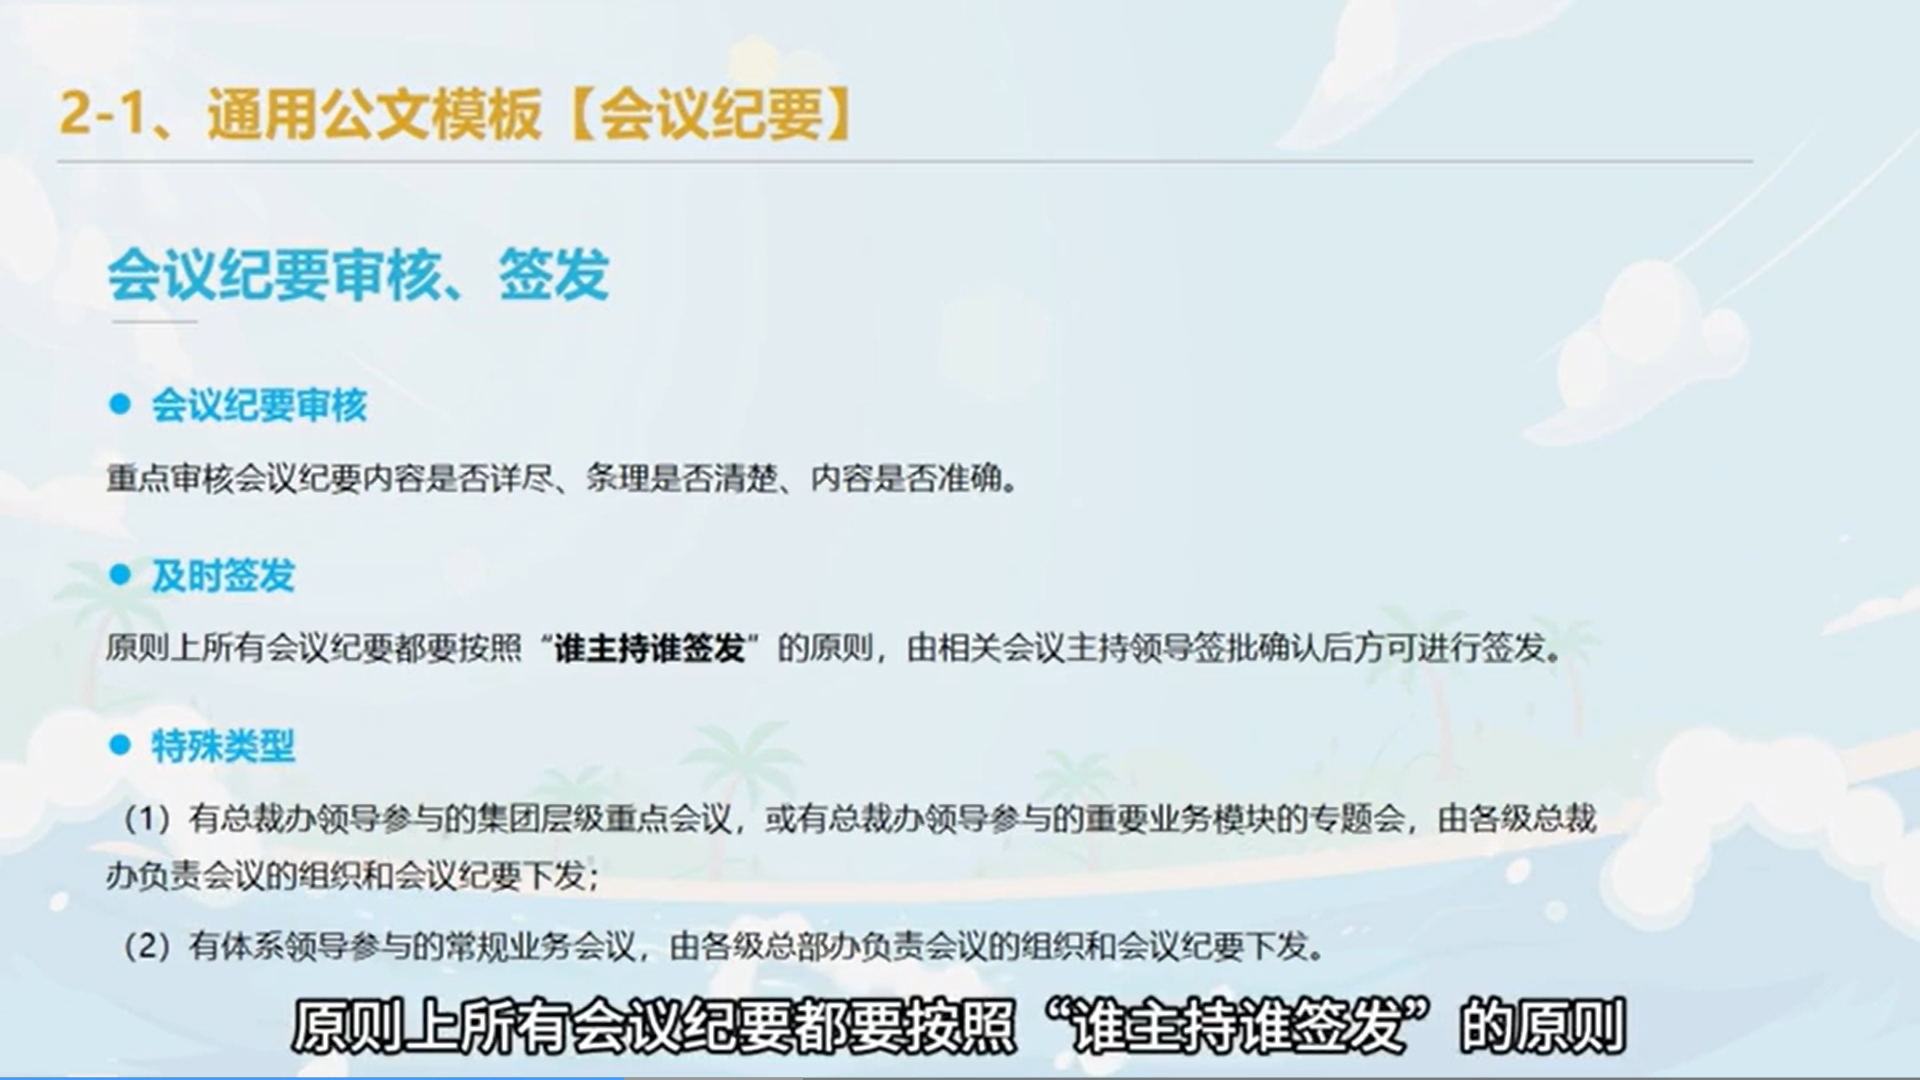 2-1、通用公文模板【会议纪要】
会议纪要审核、签发
● 会议纪要审核
重点审核会议纪要内容是否详尽、条理是否清楚、内容是否准确。
● 及时签发
原则上所有会议纪要都要按照“谁主持谁签发”的原则，由相关会议主持领导签批确认后方可进行签发。
● 特殊类型
（1）有总裁办领导参与的集团层级重点会议，或有总裁办领导参与的重要业务模块的专题会，由各级总裁
办负责会议的组织和会议纪要下发；
（2）有体系领导参与的常规业务会议，由各级总部办负责会议的组织和会议纪要下发。
原则上所有会议纪要都要按照“谁主持谁签发”的原则